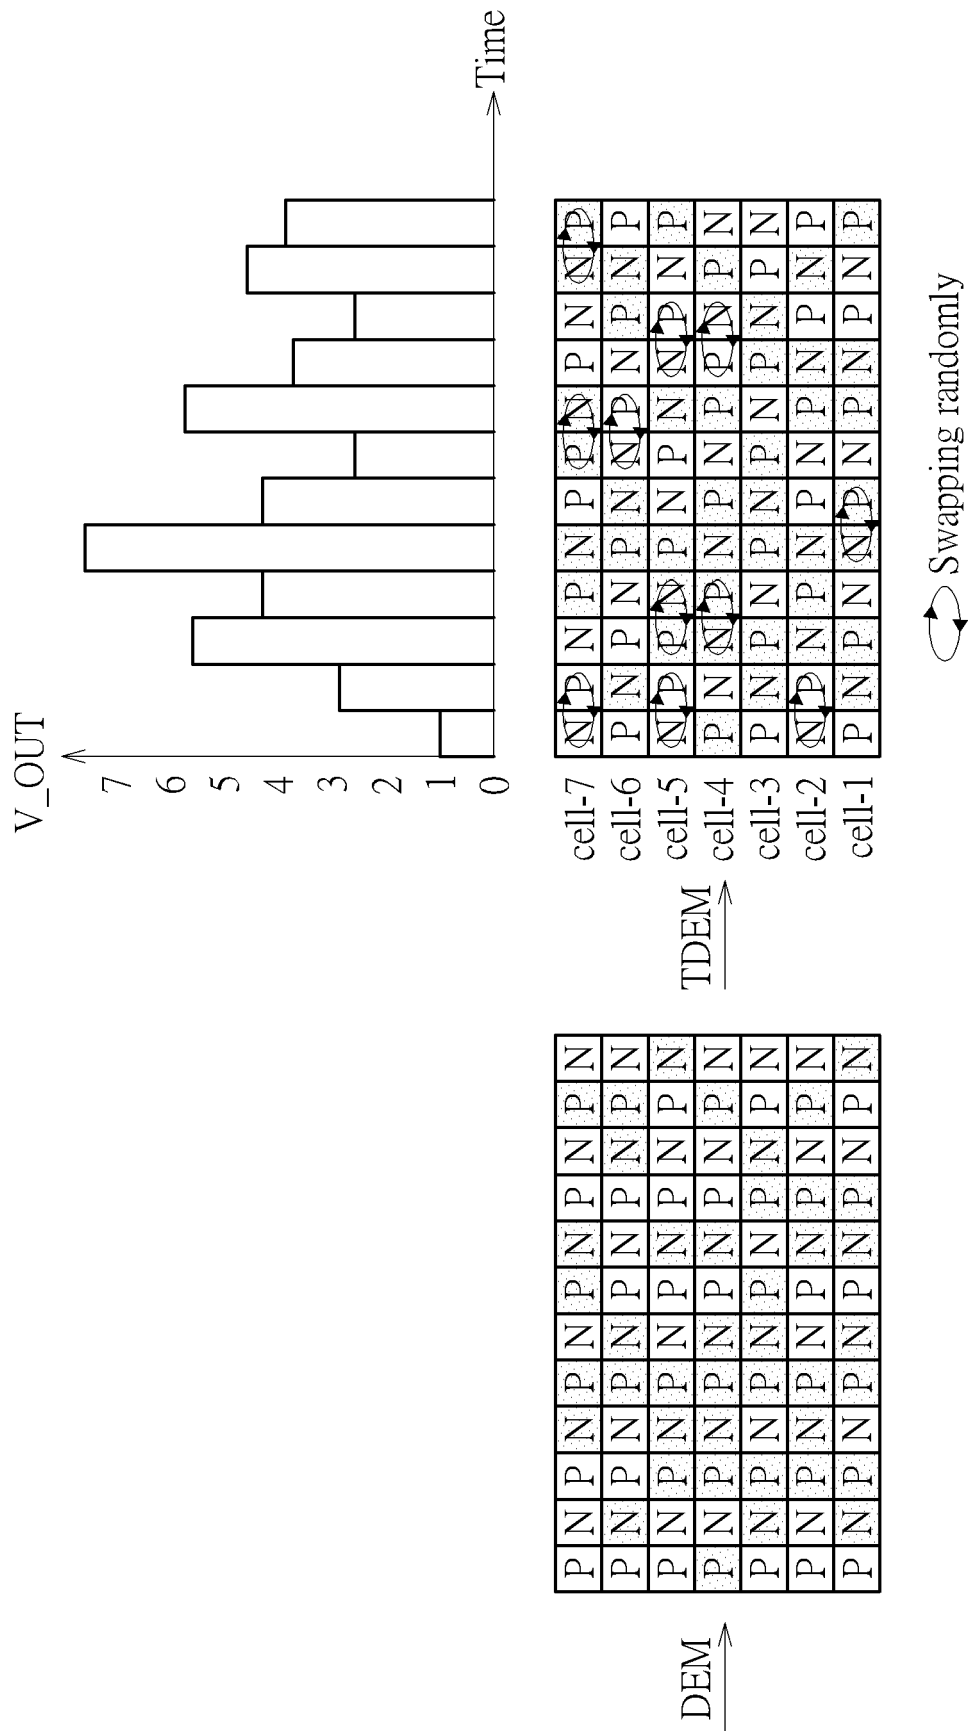 V_OUT
7
6
5
4
3
2
1
0
Time
DEM
P N P N P N P N P N P N
P N P N P N P N P N P N
P N P N P N P N P N P N
P N P N P N P N P N P N
P N P N P N P N P N P N
P N P N P N P N P N P N
P N P N P N P N P N P N
TDEM
cell-7 N P N P N P P N P N N P
cell-6 P N P N P N N P N P N P
cell-5 N P P N P N P N N P N P
cell-4 P N N P N P N P P N P N
cell-3 P N P N P N P N P N P N
cell-2 N P N P N P N P N P N P
cell-1 P N P N N P N P N P N P
Swapping randomly